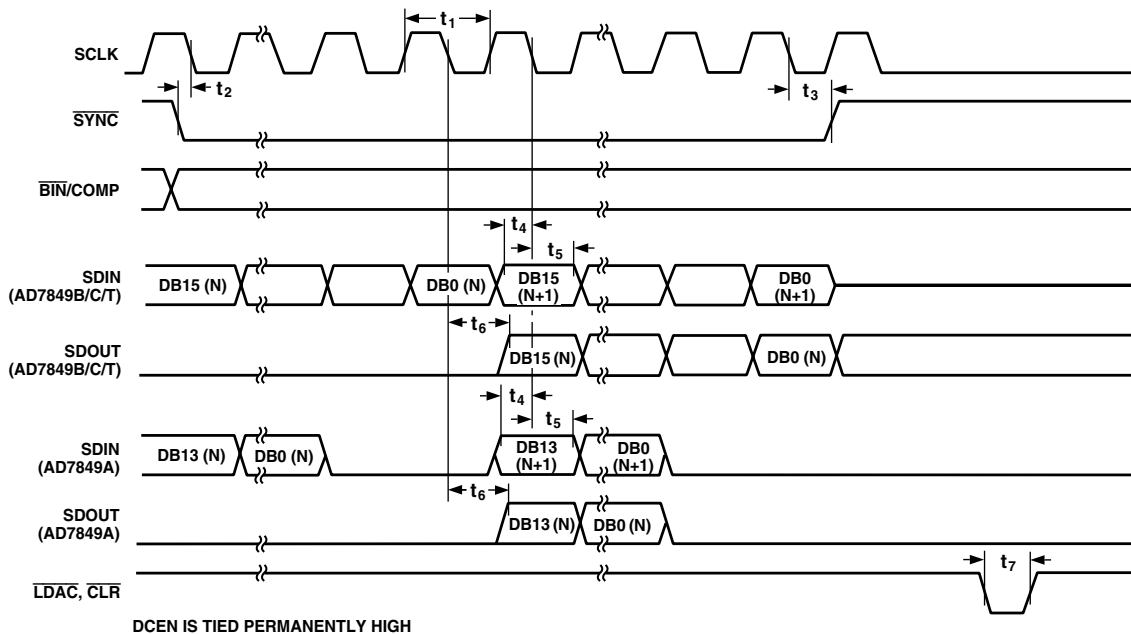 t1
SCLK
t2
t3
SYNC
BIN/COMP
t4
t5
SDIN
(AD7849B/C/T)
DB15 (N)
DB0 (N)
DB15
(N+1)
DB0
(N+1)
t6
SDOUT
(AD7849B/C/T)
DB15 (N)
DB0 (N)
t4
t5
SDIN
(AD7849A)
DB13 (N)
DB0 (N)
DB13
(N+1)
DB0
(N+1)
t6
SDOUT
(AD7849A)
DB13 (N)
DB0 (N)
t7
LDAC, CLR
DCEN IS TIED PERMANENTLY HIGH